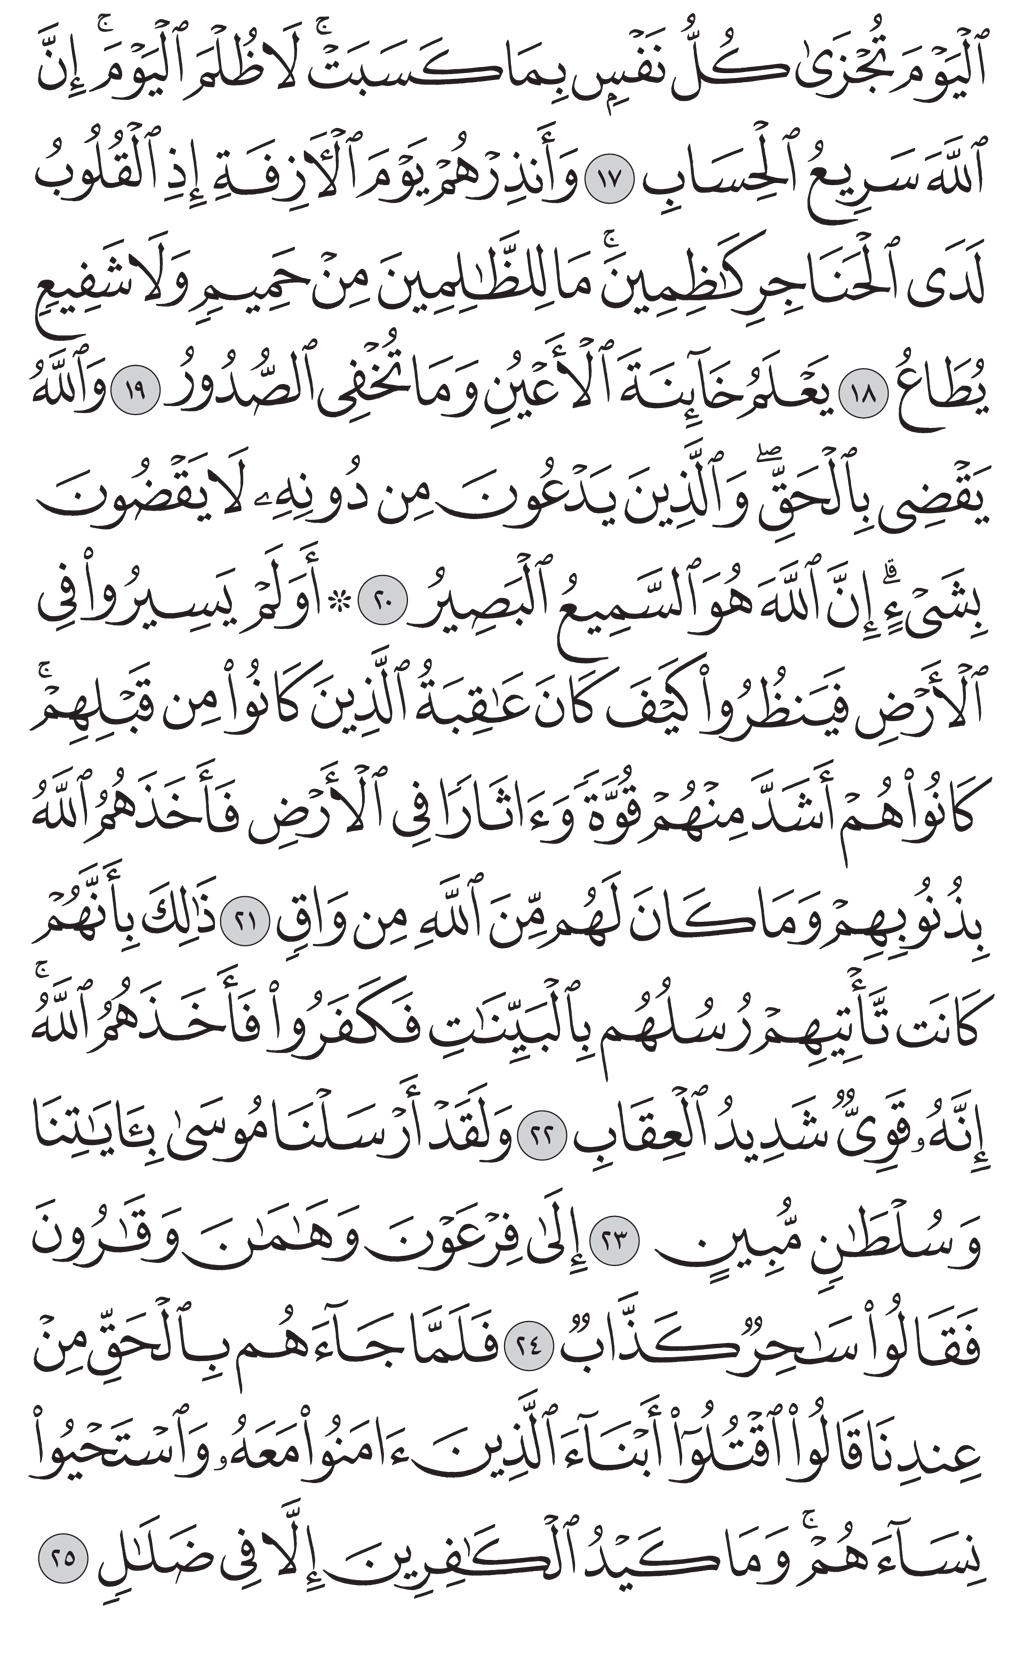 ٱلۡيَوۡمَ تُجۡزَىٰ كُلُّ نَفۡسِۭ بِمَا كَسَبَتۡۚ لَا ظُلۡمَ ٱلۡيَوۡمَۚ إِنَّ
ٱللَّهَ سَرِيعُ ٱلۡحِسَابِ ١٧ وَأَنذِرۡهُمۡ يَوۡمَ ٱلۡأٓزِفَةِ إِذِ ٱلۡقُلُوبُ
لَدَى ٱلۡحَنَاجِرِ كَٰظِمِينَۚ مَا لِلظَّٰلِمِينَ مِنۡ حَمِيمٖ وَلَا شَفِيعٖ
يُطَاعُ ١٨ يَعۡلَمُ خَآئِنَةَ ٱلۡأَعۡيُنِ وَمَا تُخۡفِي ٱلصُّدُورُ ١٩ وَٱللَّهُ
يَقۡضِي بِٱلۡحَقِّۖ وَٱلَّذِينَ يَدۡعُونَ مِن دُونِهِۦ لَا يَقۡضُونَ
بِشَيۡءٍۗ إِنَّ ٱللَّهَ هُوَ ٱلسَّمِيعُ ٱلۡبَصِيرُ ٢٠ ۞ أَوَلَمۡ يَسِيرُواْ فِي
ٱلۡأَرۡضِ فَيَنظُرُواْ كَيۡفَ كَانَ عَٰقِبَةُ ٱلَّذِينَ كَانُواْ مِن قَبۡلِهِمۡۚ
كَانُواْ هُمۡ أَشَدَّ مِنۡهُمۡ قُوَّةٗ وَءَاثَارٗا فِي ٱلۡأَرۡضِ فَأَخَذَهُمُ ٱللَّهُ
بِذُنُوبِهِمۡ وَمَا كَانَ لَهُم مِّنَ ٱللَّهِ مِن وَاقٖ ٢١ ذَٰلِكَ بِأَنَّهُمۡ
كَانَت تَّأۡتِيهِمۡ رُسُلُهُم بِٱلۡبَيِّنَٰتِ فَكَفَرُواْ فَأَخَذَهُمُ ٱللَّهُۚ
إِنَّهُۥ قَوِيّٞ شَدِيدُ ٱلۡعِقَابِ ٢٢ وَلَقَدۡ أَرۡسَلۡنَا مُوسَىٰ بِـَٔايَٰتِنَا
وَسُلۡطَٰنٖ مُّبِينٍ ٢٣ إِلَىٰ فِرۡعَوۡنَ وَهَٰمَٰنَ وَقَٰرُونَ
فَقَالُواْ سَٰحِرٞ كَذَّابٞ ٢٤ فَلَمَّا جَآءَهُم بِٱلۡحَقِّ مِنۡ
عِندِنَا قَالُواْ ٱقۡتُلُوٓاْ أَبۡنَآءَ ٱلَّذِينَ ءَامَنُواْ مَعَهُۥ وَٱسۡتَحۡيُواْ
نِسَآءَهُمۡۚ وَمَا كَيۡدُ ٱلۡكَٰفِرِينَ إِلَّا فِي ضَلَٰلٖ ٢٥